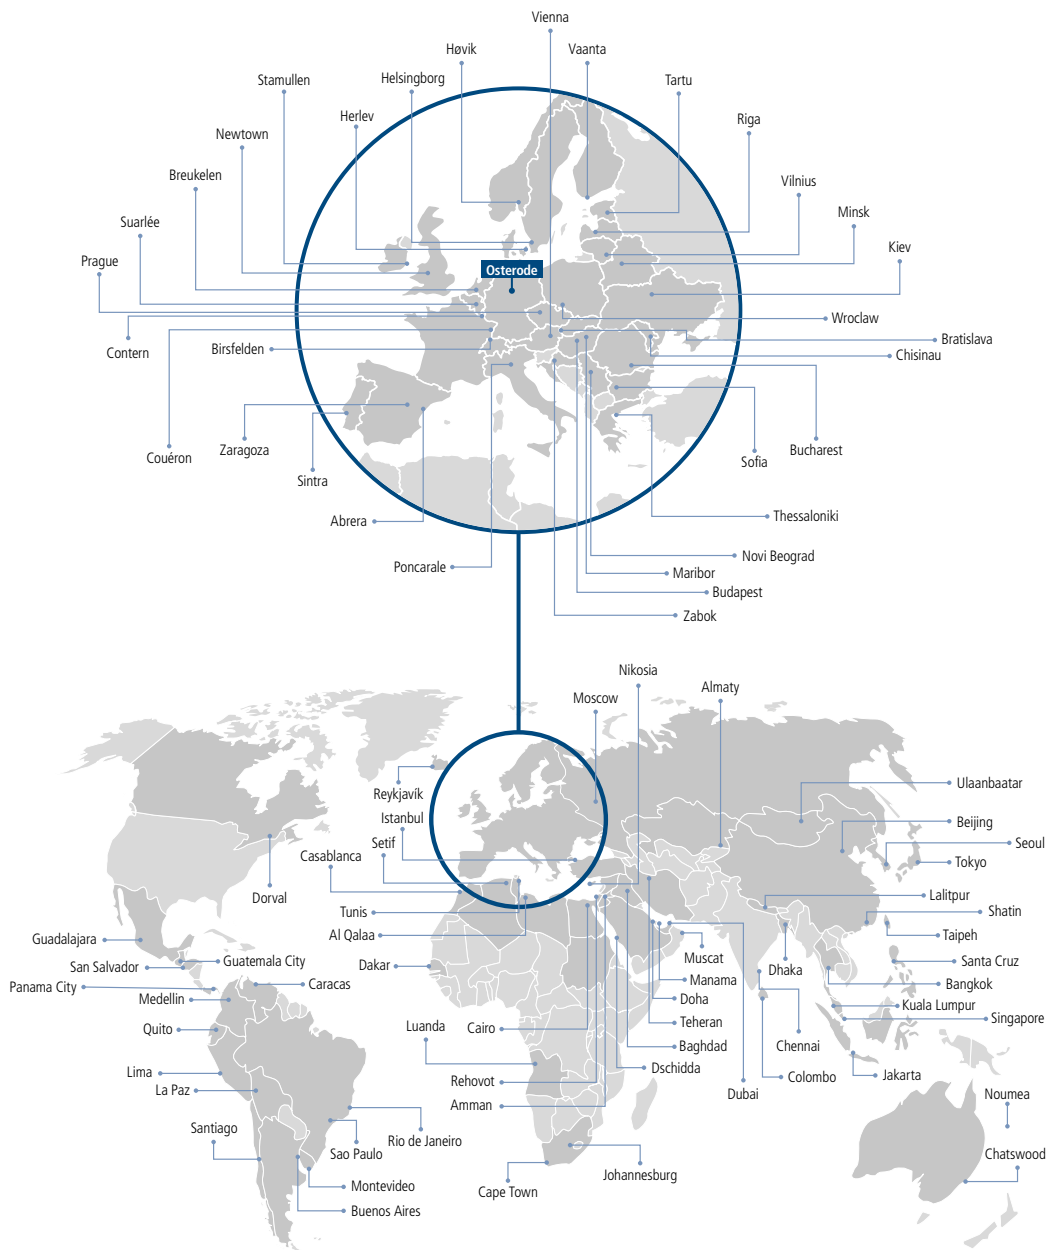 Vienna
Høvik
Vaanta
Stamullen
Helsingborg
Tartu
Herlev
Riga
Newtown
Breukelen
Vilnius
Suarlée
Minsk
Kiev
Prague
Osterode
Wroclaw
Contern
Birsfelden
Bratislava
Chisinau
Couéron
Zaragoza
Sofia
Bucharest
Sintra
Abrera
Thessaloniki
Poncarale
Novi Beograd
Maribor
Budapest
Zabok
Nikosia
Moscow
Almaty
Reykjavík
Ulaanbaatar
Istanbul
Beijing
Setif
Seoul
Casablanca
Tokyo
Dorval
Lalitpur
Tunis
Shatin
Al Qalaa
Taipeh
Guadalajara
Guatemala City
San Salvador
Dakar
Muscat
Dhaka
Santa Cruz
Panama City
Caracas
Manama
Bangkok
Medellin
Doha
Kuala Lumpur
Quito
Luanda
Cairo
Teheran
Singapore
Baghdad
Chennai
Lima
Dschidda
Colombo
Jakarta
La Paz
Rehovot
Dubai
Noumea
Amman
Santiago
Rio de Janeiro
Sao Paulo
Chatswood
Montevideo
Cape Town
Johannesburg
Buenos Aires